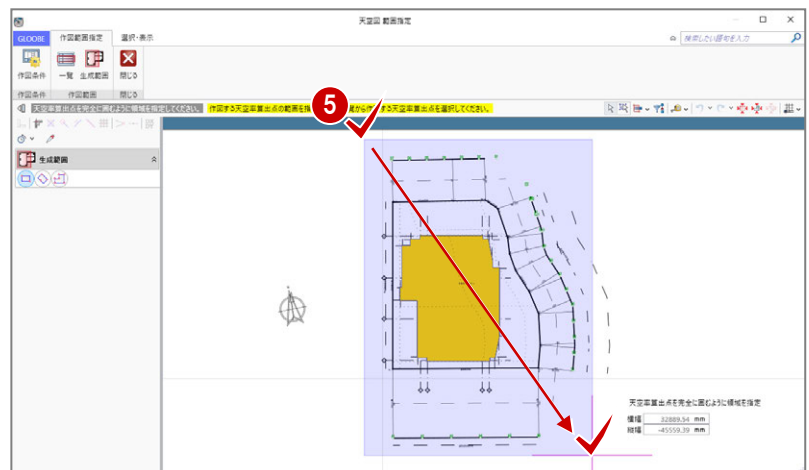 天空図 範囲指定
GLOOBE 作図範囲指定 選択・表示
検索したい語句を入力
作図条件 一覧 生成範囲 閉じる
作図条件 作図範囲 閉じる
天空率算出点を完全に囲むように領域を指定してください。 作図する天空率算出点の範囲を指 5 覧から作図する天空率算出点を選択してください。
生成範囲
天空率算出点を完全に囲むように領域を指定
横幅 32889.54 mm
縦幅 -45559.39 mm